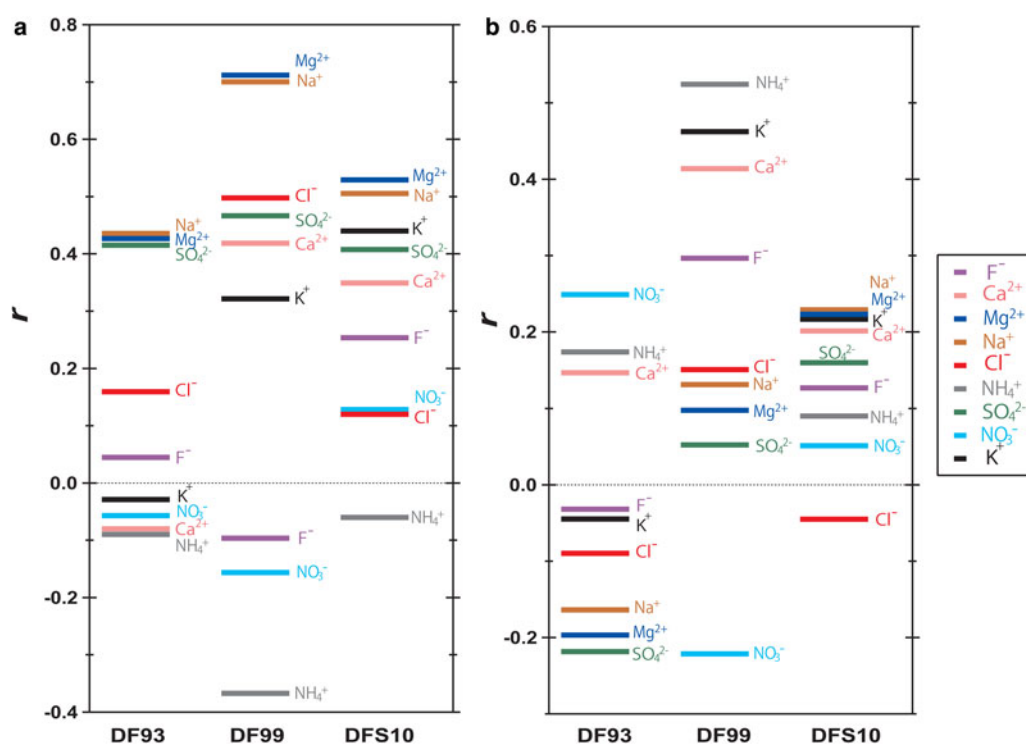 a
r
0.8
0.6
0.4
0.2
0.0
-0.2
-0.4
Na⁺
Mg²⁺
SO₄²⁻
Cl⁻
F⁻
K⁺
NO₃⁻
Ca²⁺
NH₄⁺
Mg²⁺
Na⁺
Cl⁻
SO₄²⁻
Ca²⁺
K⁺
F⁻
NO₃⁻
NH₄⁺
Mg²⁺
Na⁺
K⁺
SO₄²⁻
Ca²⁺
F⁻
NO₃⁻
Cl⁻
NH₄⁺
DF93 DF99 DFS10
b
r
0.6
0.4
0.2
0.0
-0.2
NO₃⁻
NH₄⁺
Ca²⁺
F⁻
K⁺
Cl⁻
Na⁺
Mg²⁺
SO₄²⁻
NH₄⁺
K⁺
Ca²⁺
F⁻
Cl⁻
Na⁺
Mg²⁺
SO₄²⁻
NO₃⁻
Na⁺
Mg²⁺
K⁺
Ca²⁺
SO₄²⁻
F⁻
NH₄⁺
NO₃⁻
Cl⁻
DF93 DF99 DFS10
F⁻
Ca²⁺
Mg²⁺
Na⁺
Cl⁻
NH₄⁺
SO₄²⁻
NO₃⁻
K⁺